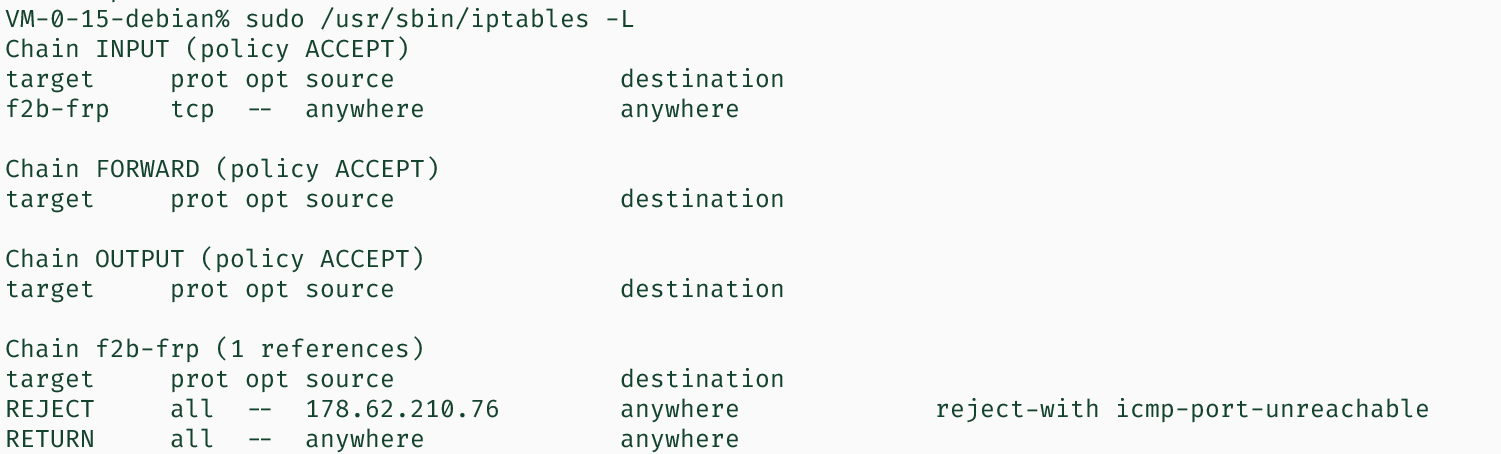 VM-0-15-debian% sudo /usr/sbin/iptables -L
Chain INPUT (policy ACCEPT)
target     prot opt source               destination
f2b-frp    tcp  --  anywhere             anywhere

Chain FORWARD (policy ACCEPT)
target     prot opt source               destination

Chain OUTPUT (policy ACCEPT)
target     prot opt source               destination

Chain f2b-frp (1 references)
target     prot opt source               destination
REJECT     all  --  178.62.210.76        anywhere             reject-with icmp-port-unreachable
RETURN     all  --  anywhere             anywhere